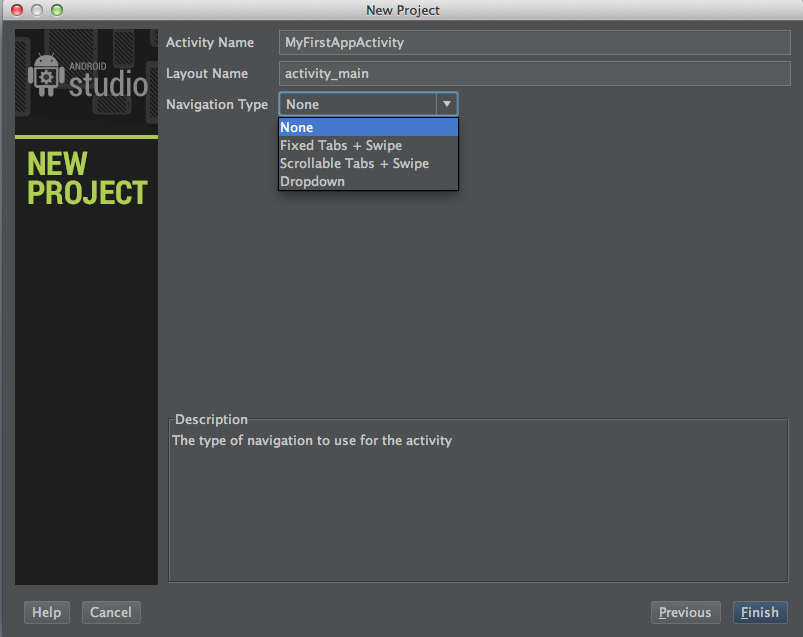 New Project
ANDROID
studio
NEW
PROJECT
Activity Name MyFirstAppActivity
Layout Name activity_main
Navigation Type None
None
Fixed Tabs + Swipe
Scrollable Tabs + Swipe
Dropdown
Description
The type of navigation to use for the activity
Help Cancel Previous Finish